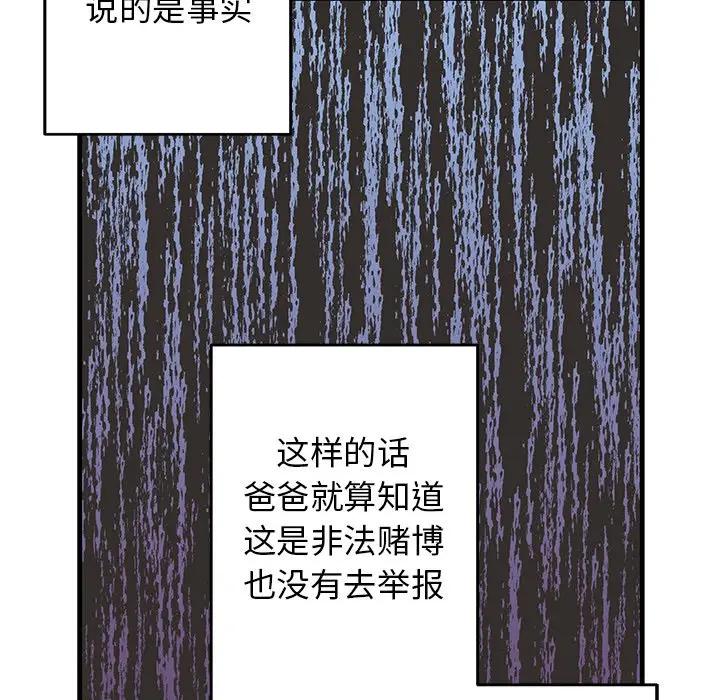 说的是事实
这样的话
爸爸就算知道
这是非法赌博
也没有去举报